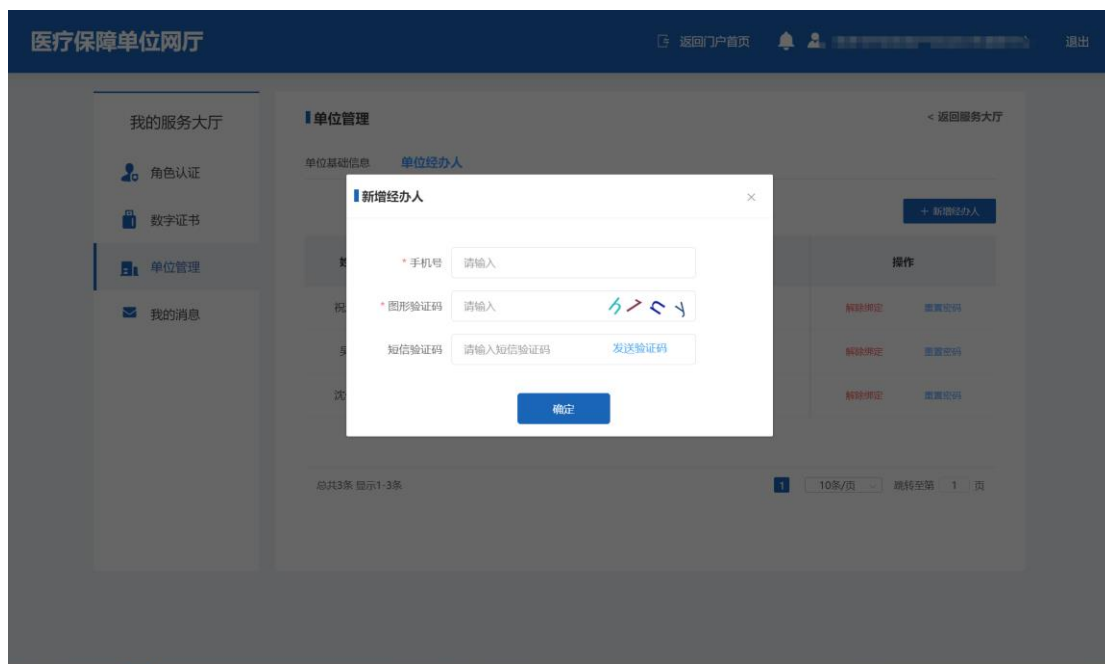 医疗保障单位网厅
返回门户首页
退出
我的服务大厅
角色认证
数字证书
单位管理
我的消息
单位管理
< 返回服务大厅
单位基础信息 单位经办人
+ 新增经办人
操作
祝
解除绑定 重置密码
解除绑定 重置密码
沈
解除绑定 重置密码
总共3条 显示1-3条
1 10条/页 跳转至第 1 页
新增经办人 ×
* 手机号 请输入
* 图形验证码 请输入
短信验证码 请输入短信验证码 发送验证码
确定